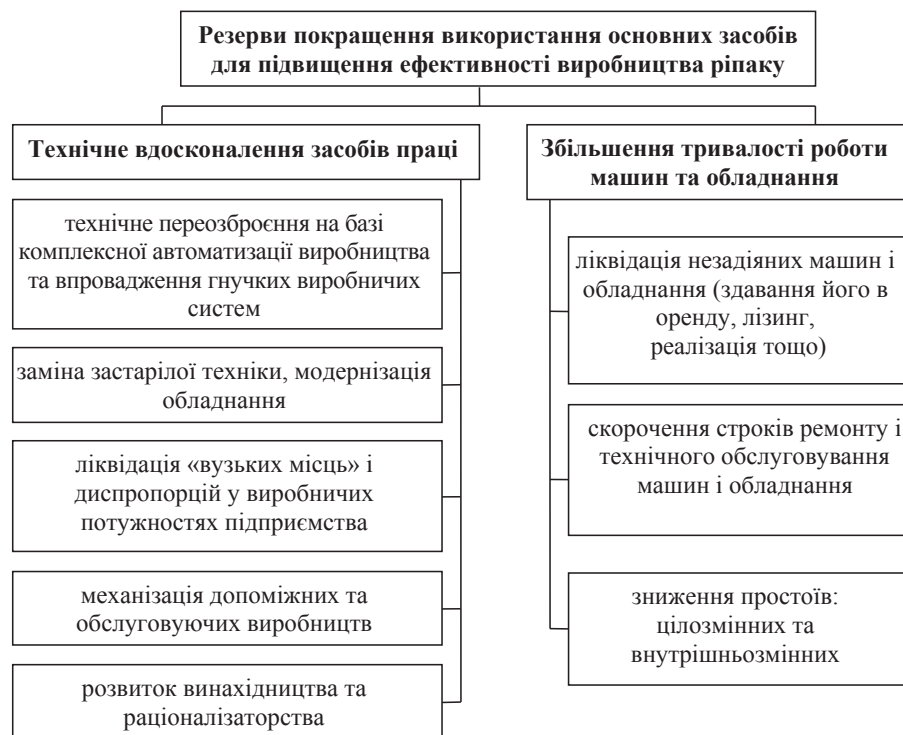 Резерви покращення використання основних засобів
для підвищення ефективності виробництва ріпаку
Технічне вдосконалення засобів праці
технічне переозброєння на базі
комплексної автоматизації виробництва
та впровадження гнучких виробничих
систем
заміна застарілої техніки, модернізація
обладнання
ліквідація «вузьких місць» і
диспропорцій у виробничих
потужностях підприємства
механізація допоміжних та
обслуговуючих виробництв
розвиток винахідництва та
раціоналізаторства
Збільшення тривалості роботи
машин та обладнання
ліквідація незадіяних машин і
обладнання (здавання його в
оренду, лізинг,
реалізація тощо)
скорочення строків ремонту і
технічного обслуговування
машин і обладнання
зниження простоїв:
цілозмінних та
внутрішньозмінних